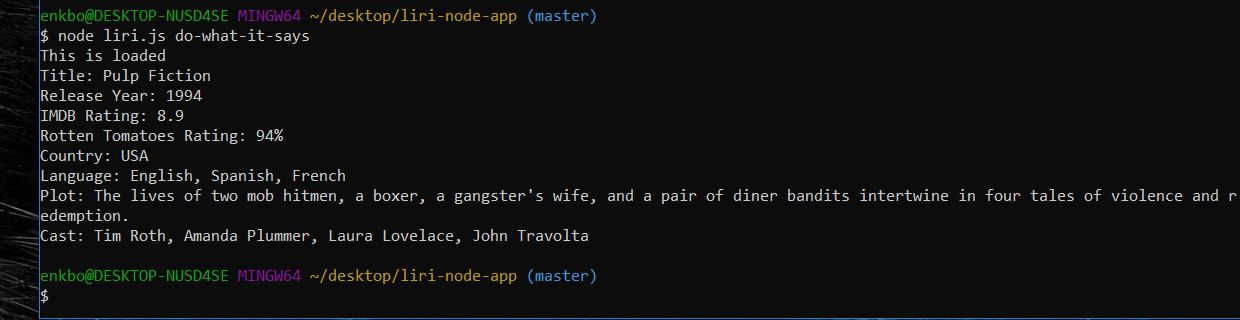 enkbo@DESKTOP-NUSD4SE MINGW64 ~/desktop/liri-node-app (master)
$ node liri.js do-what-it-says
This is loaded
Title: Pulp Fiction
Release Year: 1994
IMDB Rating: 8.9
Rotten Tomatoes Rating: 94%
Country: USA
Language: English, Spanish, French
Plot: The lives of two mob hitmen, a boxer, a gangster's wife, and a pair of diner bandits intertwine in four tales of violence and r
edemption.
Cast: Tim Roth, Amanda Plummer, Laura Lovelace, John Travolta
enkbo@DESKTOP-NUSD4SE MINGW64 ~/desktop/liri-node-app (master)
$